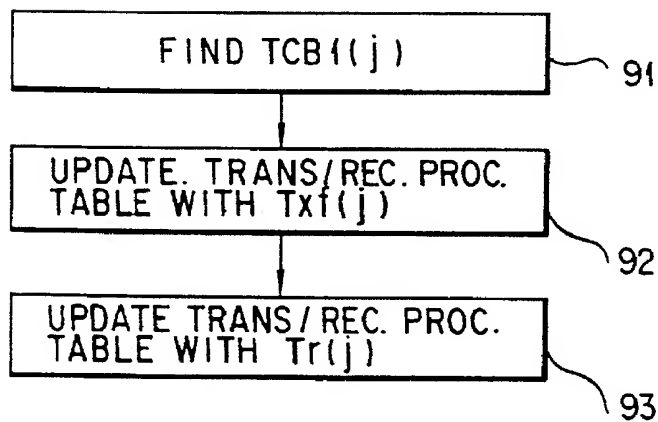 FIND TCB1(j)
91
UPDATE. TRANS/REC. PROC.
TABLE WITH Txf(j)
92
UPDATE TRANS/REC. PROC.
TABLE WITH Tr(j)
93